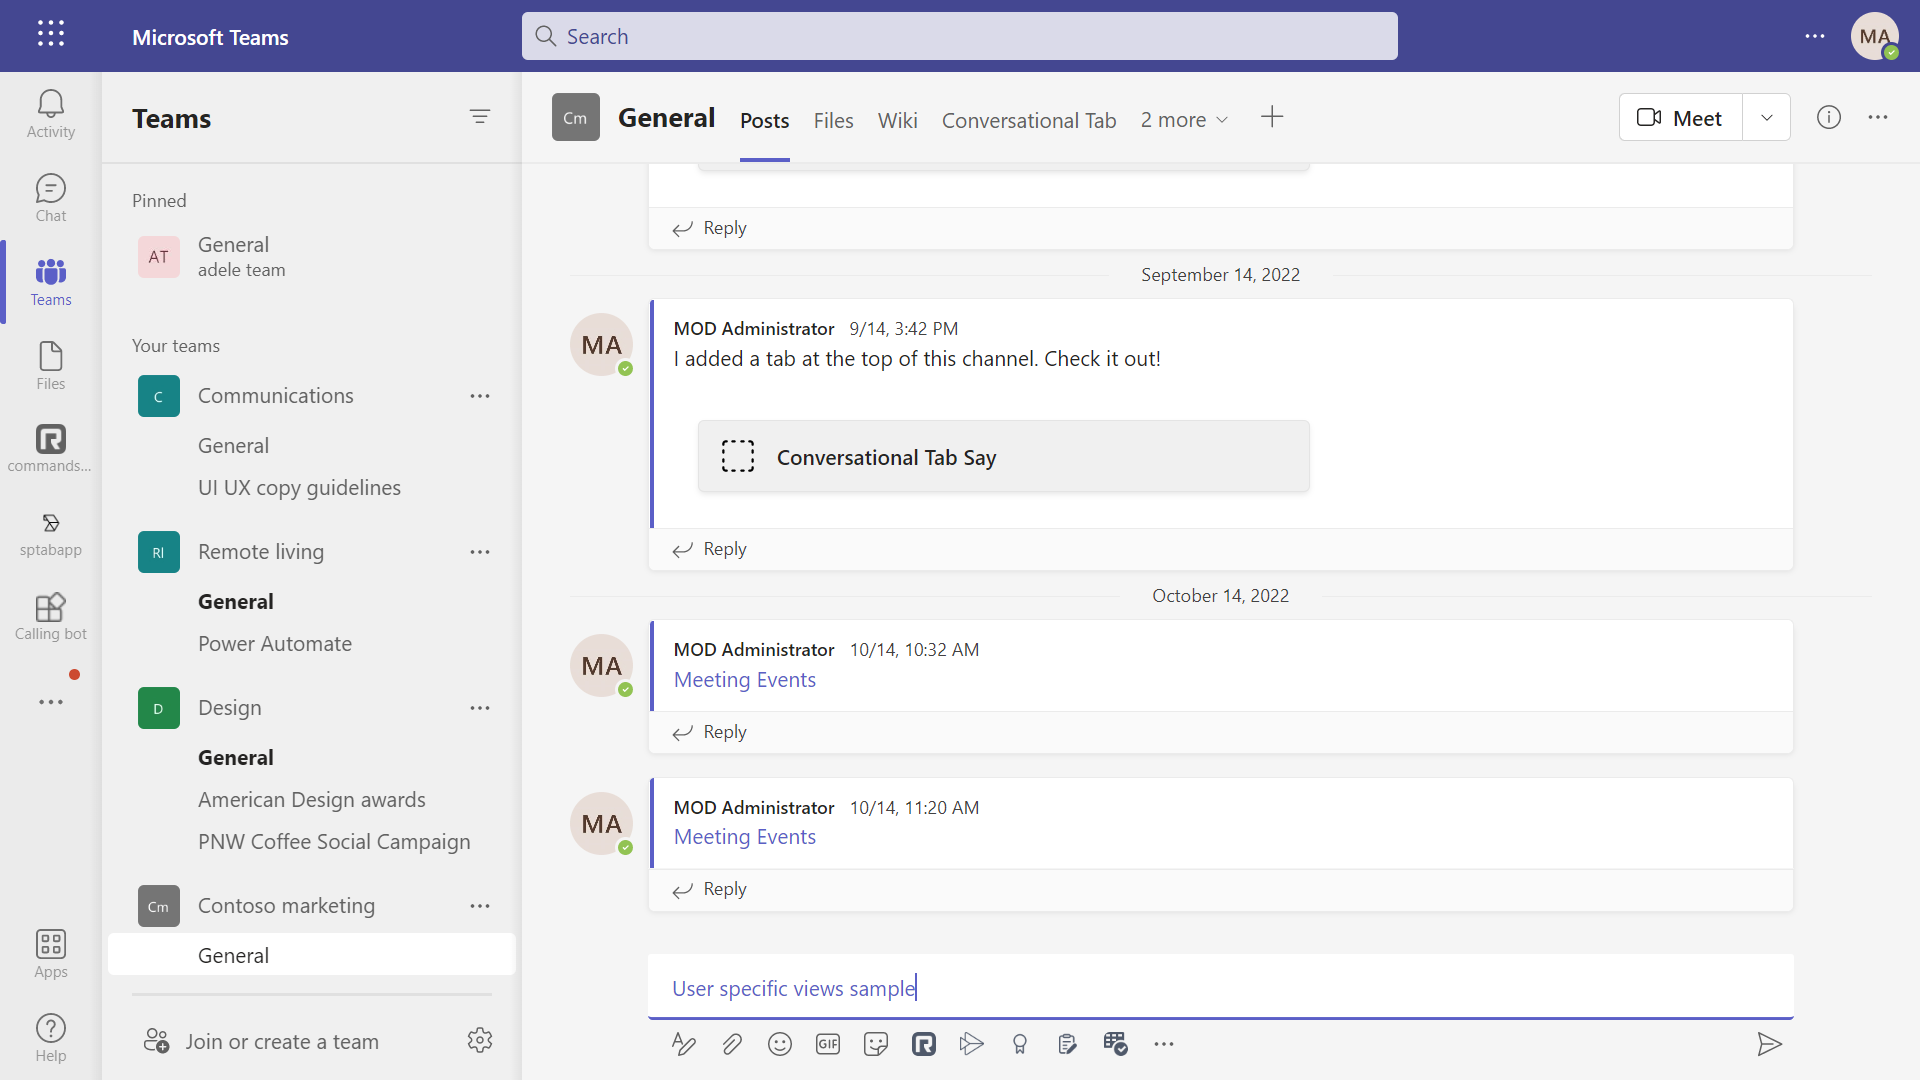 Microsoft Teams
Search
MA
Activity
Chat
Teams
Files
commands...
sptabapp
Calling bot
Apps
Help
Teams
Pinned
AT
General
adele team
Your teams
C
Communications
General
UI UX copy guidelines
Rl
Remote living
General
Power Automate
D
Design
General
American Design awards
PNW Coffee Social Campaign
Cm
Contoso marketing
General
Join or create a team
Cm
General
Posts
Files
Wiki
Conversational Tab
2 more
Meet
Reply
September 14, 2022
MA
MOD Administrator 9/14, 3:42 PM
I added a tab at the top of this channel. Check it out!
Conversational Tab Say
Reply
October 14, 2022
MA
MOD Administrator 10/14, 10:32 AM
Meeting Events
Reply
MA
MOD Administrator 10/14, 11:20 AM
Meeting Events
Reply
User specific views sample
GIF